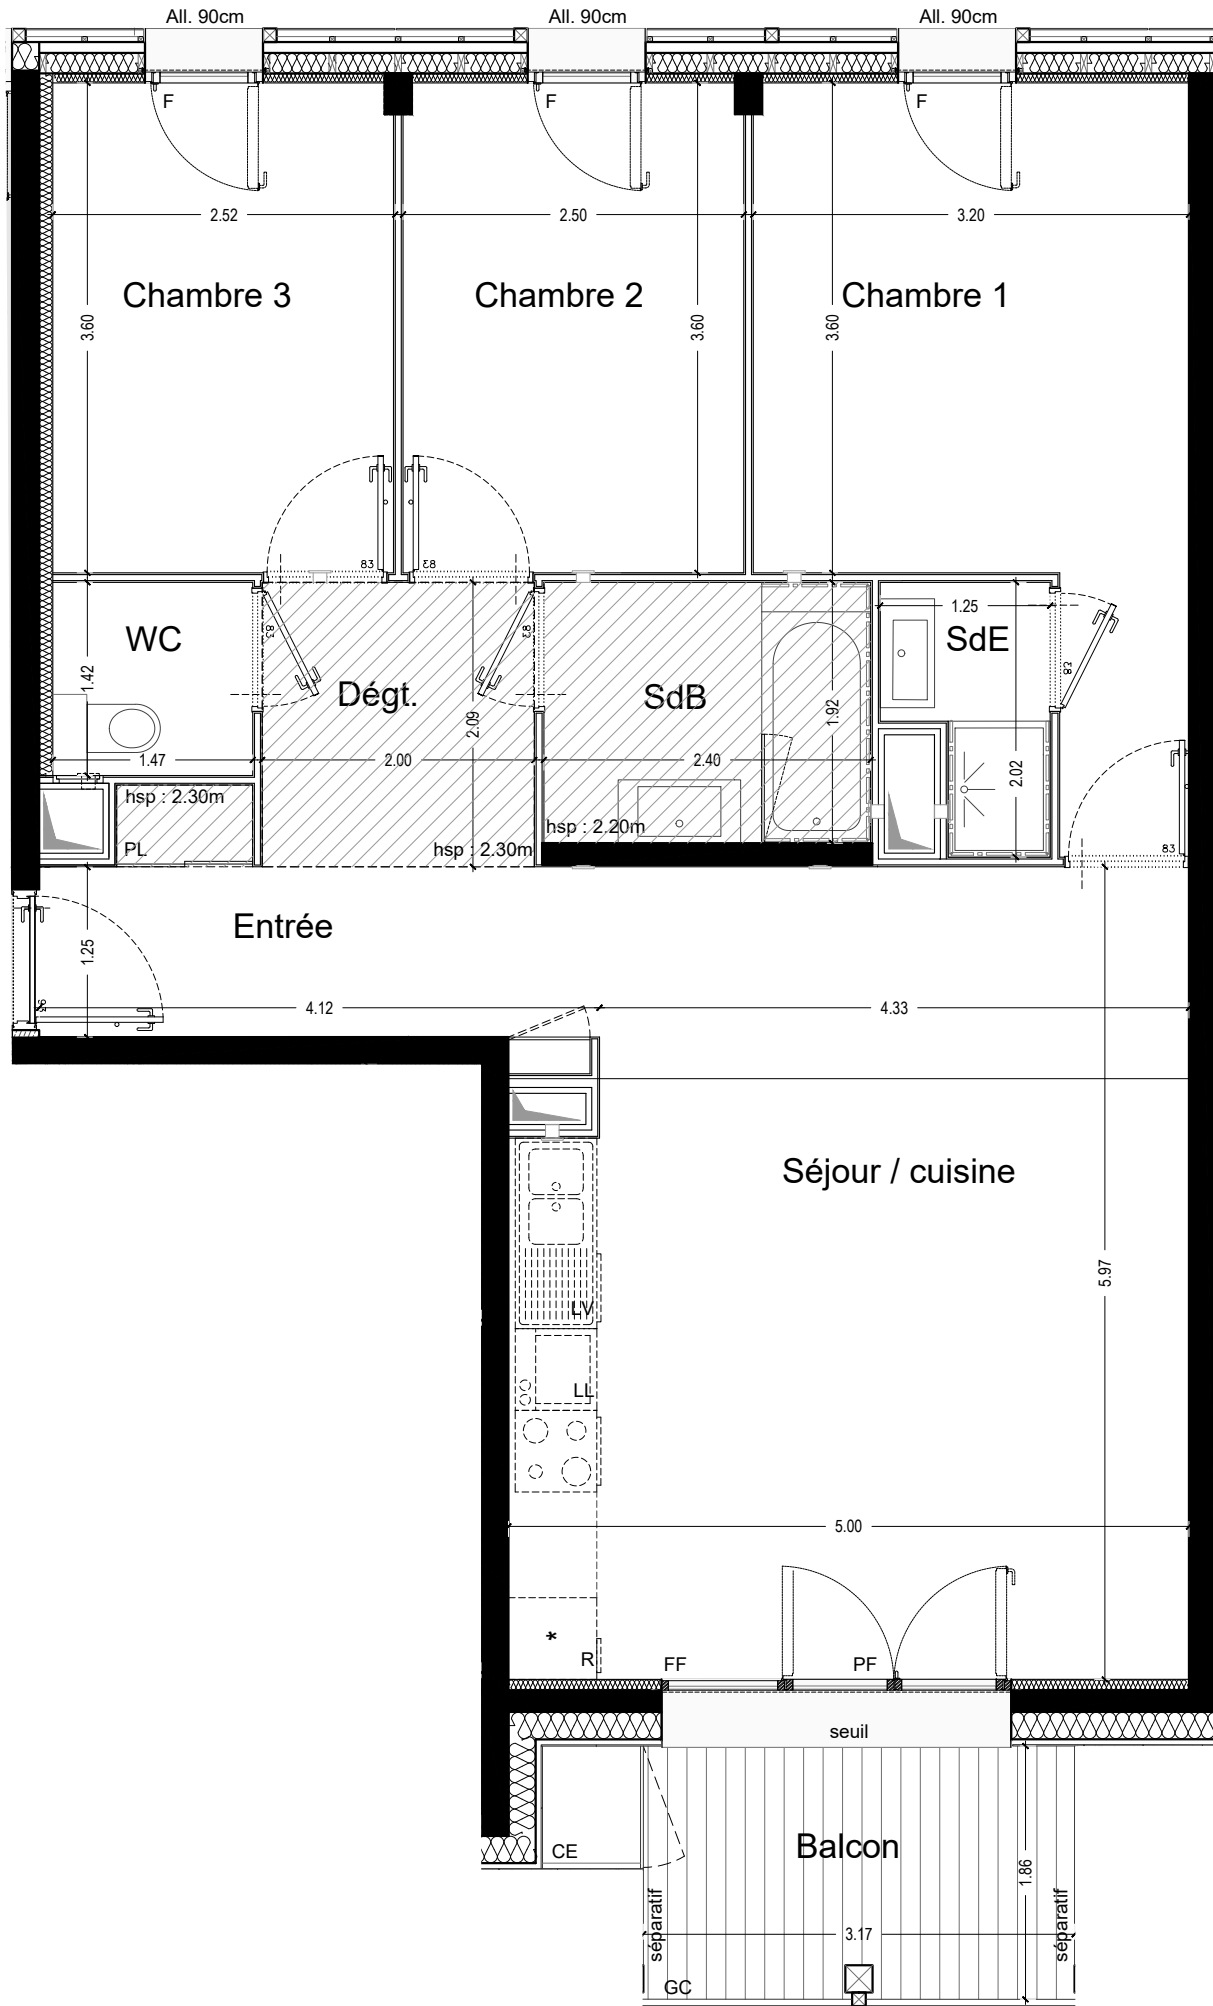 All. 90cm
All. 90cm
All. 90cm
F
F
F
2.52
2.50
3.20
Chambre 3
Chambre 2
Chambre 1
3.60
3.60
3.60
83
83
1.25
WC
SdE
83
83
83
1.42
Dégt.
SdB
2.09
1.92
1.47
2.00
2.40
2.02
hsp : 2.30m
hsp : 2.20m
PL
hsp : 2.30m
83
Entrée
1.25
4.12
4.33
Séjour / cuisine
5.97
LV
LL
5.00
*
R
FF
PF
seuil
CE
Balcon
1.86
séparatif
séparatif
3.17
GC